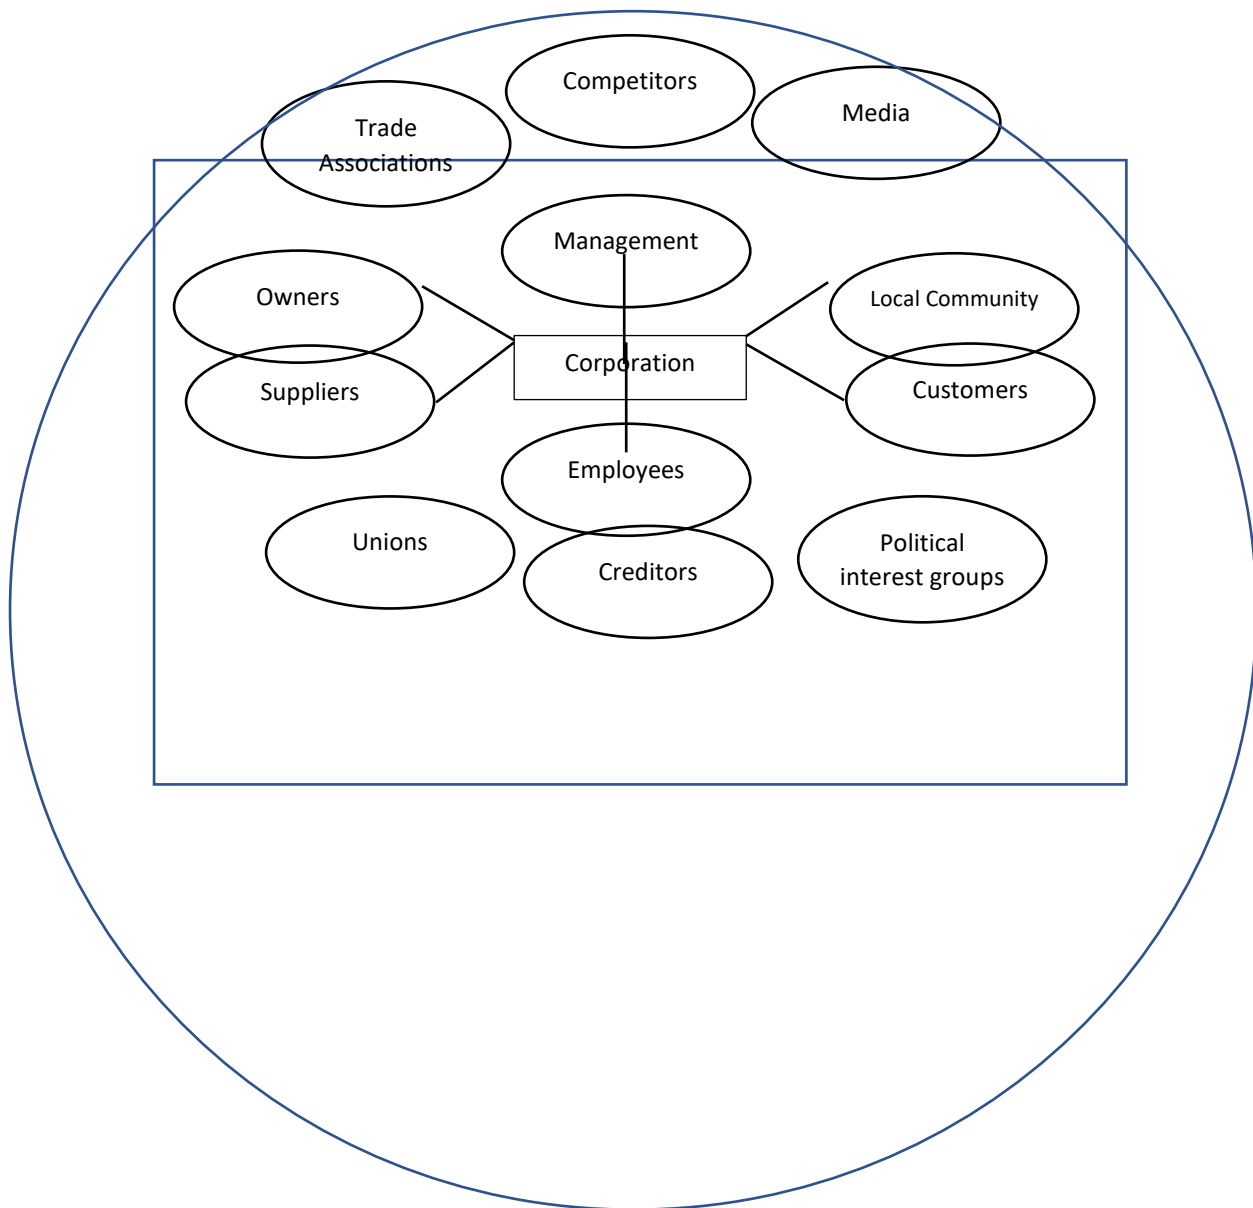 Competitors
Media
Trade
Associations
Management
Owners
Local Community
Corporation
Suppliers
Customers
Employees
Unions
Political
interest groups
Creditors